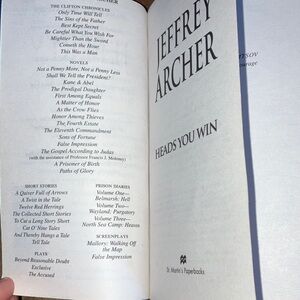 ARCHER
THE CLIFTON CHRONICLES
Only Time Will Tell
The Sins of the Father
Best Kept Secret
Be Careful What You Wish For
Mightier Than the Sword
Cometh the Hour
This Was a Man
NOVELS
Not a Penny More, Not a Penny Less
Shall We Tell the President?
Kane & Abel
The Prodigal Daughter
First Among Equals
A Matter of Honor
As the Crow Flies
Honor Among Thieves
The Fourth Estate
The Eleventh Commandment
Sons of Fortune
False Impression
The Gospel According to Judas
(with the assistance of Professor Francis J. Moloney)
A Prisoner of Birth
Paths of Glory
SHORT STORIES
A Quiver Full of Arrows
A Twist in the Tale
Twelve Red Herrings
The Collected Short Stories
To Cut a Long Story Short
Cat O' Nine Tales
And Thereby Hangs a Tale
Tell Tale
PLAYS
Beyond Reasonable Doubt
Exclusive
The Accused
PRISON DIARIES
Volume One—
Belmarsh: Hell
Volume Two—
Wayland: Purgatory
Volume Three—
North Sea Camp: Heaven
SCREENPLAYS
Mallory: Walking Off
the Map
False Impression
JEFFREY
ARCHER
HEADS YOU WIN
St. Martin's Paperbacks